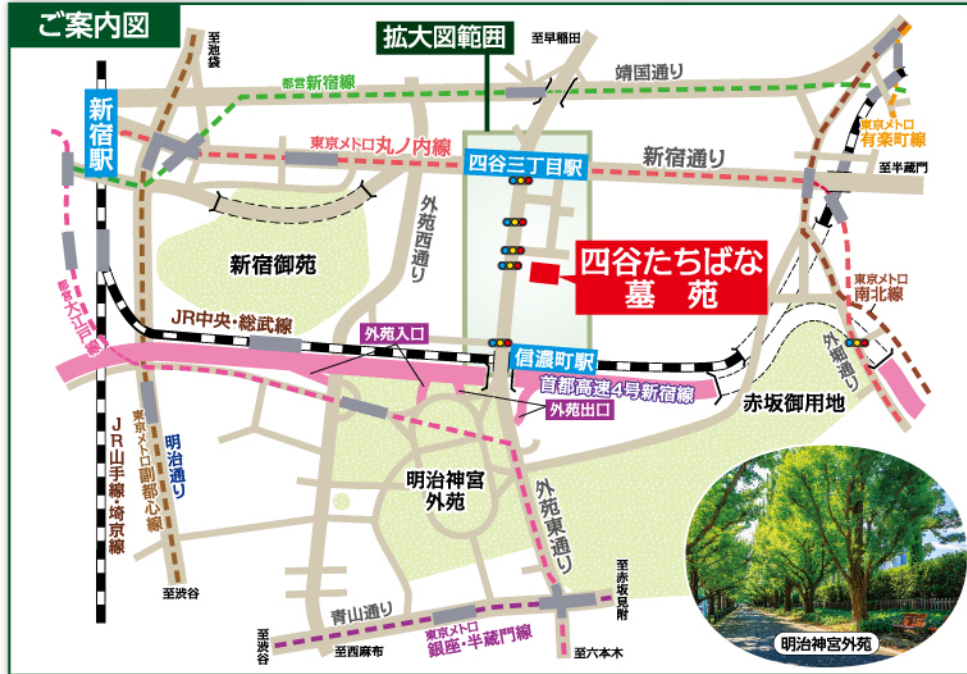 ご案内図
至池袋
拡大図範囲
至早稲田
靖国通り
都営新宿線
新宿駅
東京メトロ丸ノ内線
四谷三丁目駅
新宿通り
東京メトロ
有楽町線
至半蔵門
外苑西通り
新宿御苑
四谷たちばな
墓 苑
東京メトロ
南北線
都営大江戸線
JR中央・総武線
外苑入口
信濃町駅
首都高速4号新宿線
外苑出口
外堀通り
赤坂御用地
JR山手線・埼京線
東京メトロ副都心線
明治通り
明治神宮
外苑
外苑東通り
至渋谷
青山通り
至赤坂見附
至渋谷
至西麻布
東京メトロ
銀座・半蔵門線
至六本木
明治神宮外苑